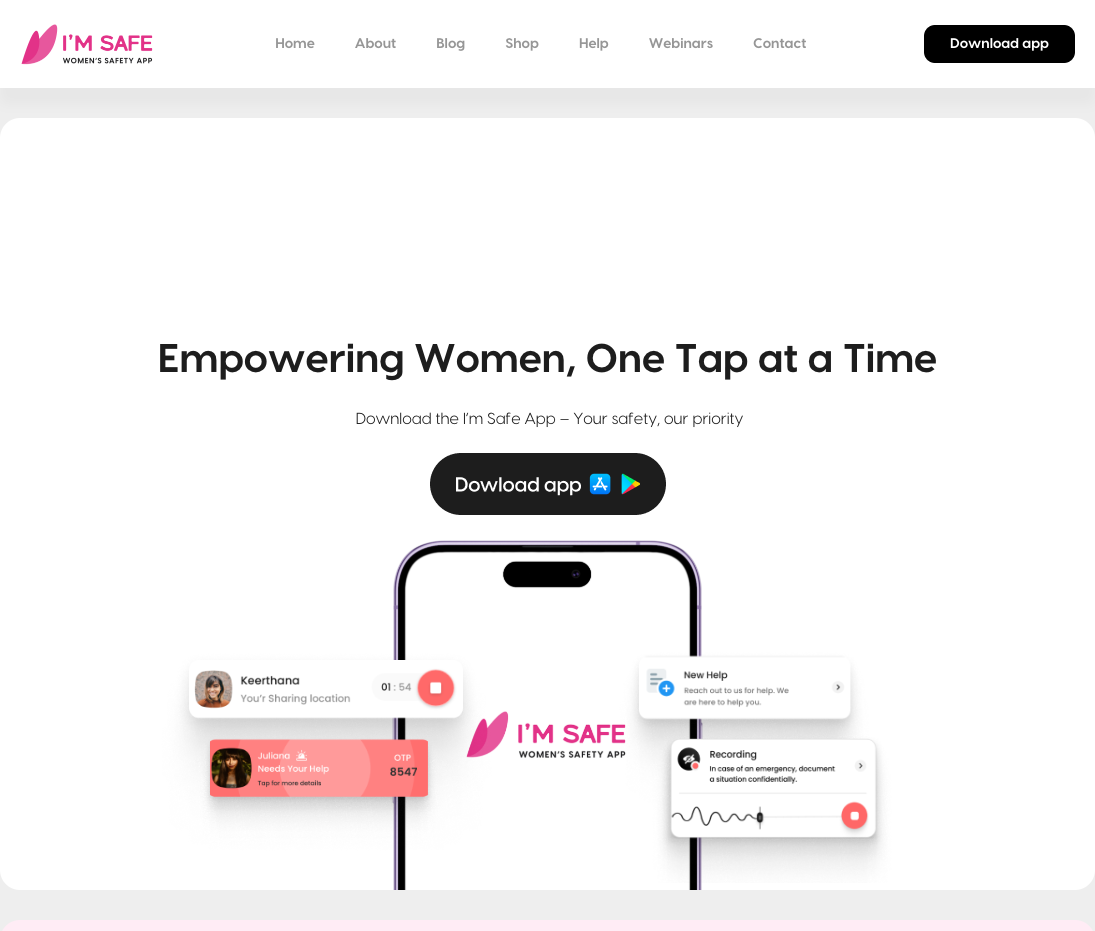 I'M SAFE
WOMEN'S SAFETY APP
Home
About
Blog
Shop
Help
Webinars
Contact
Download app
Empowering Women, One Tap at a Time
Download the I'm Safe App – Your safety, our priority
Dowload app
Keerthana
You'r Sharing location
01 : 54
Juliana
Needs Your Help
Tap for more details
OTP
8547
I'M SAFE
WOMEN'S SAFETY APP
New Help
Reach out to us for help. We
are here to help you.
Recording
In case of an emergency, document
a situation confidentially.